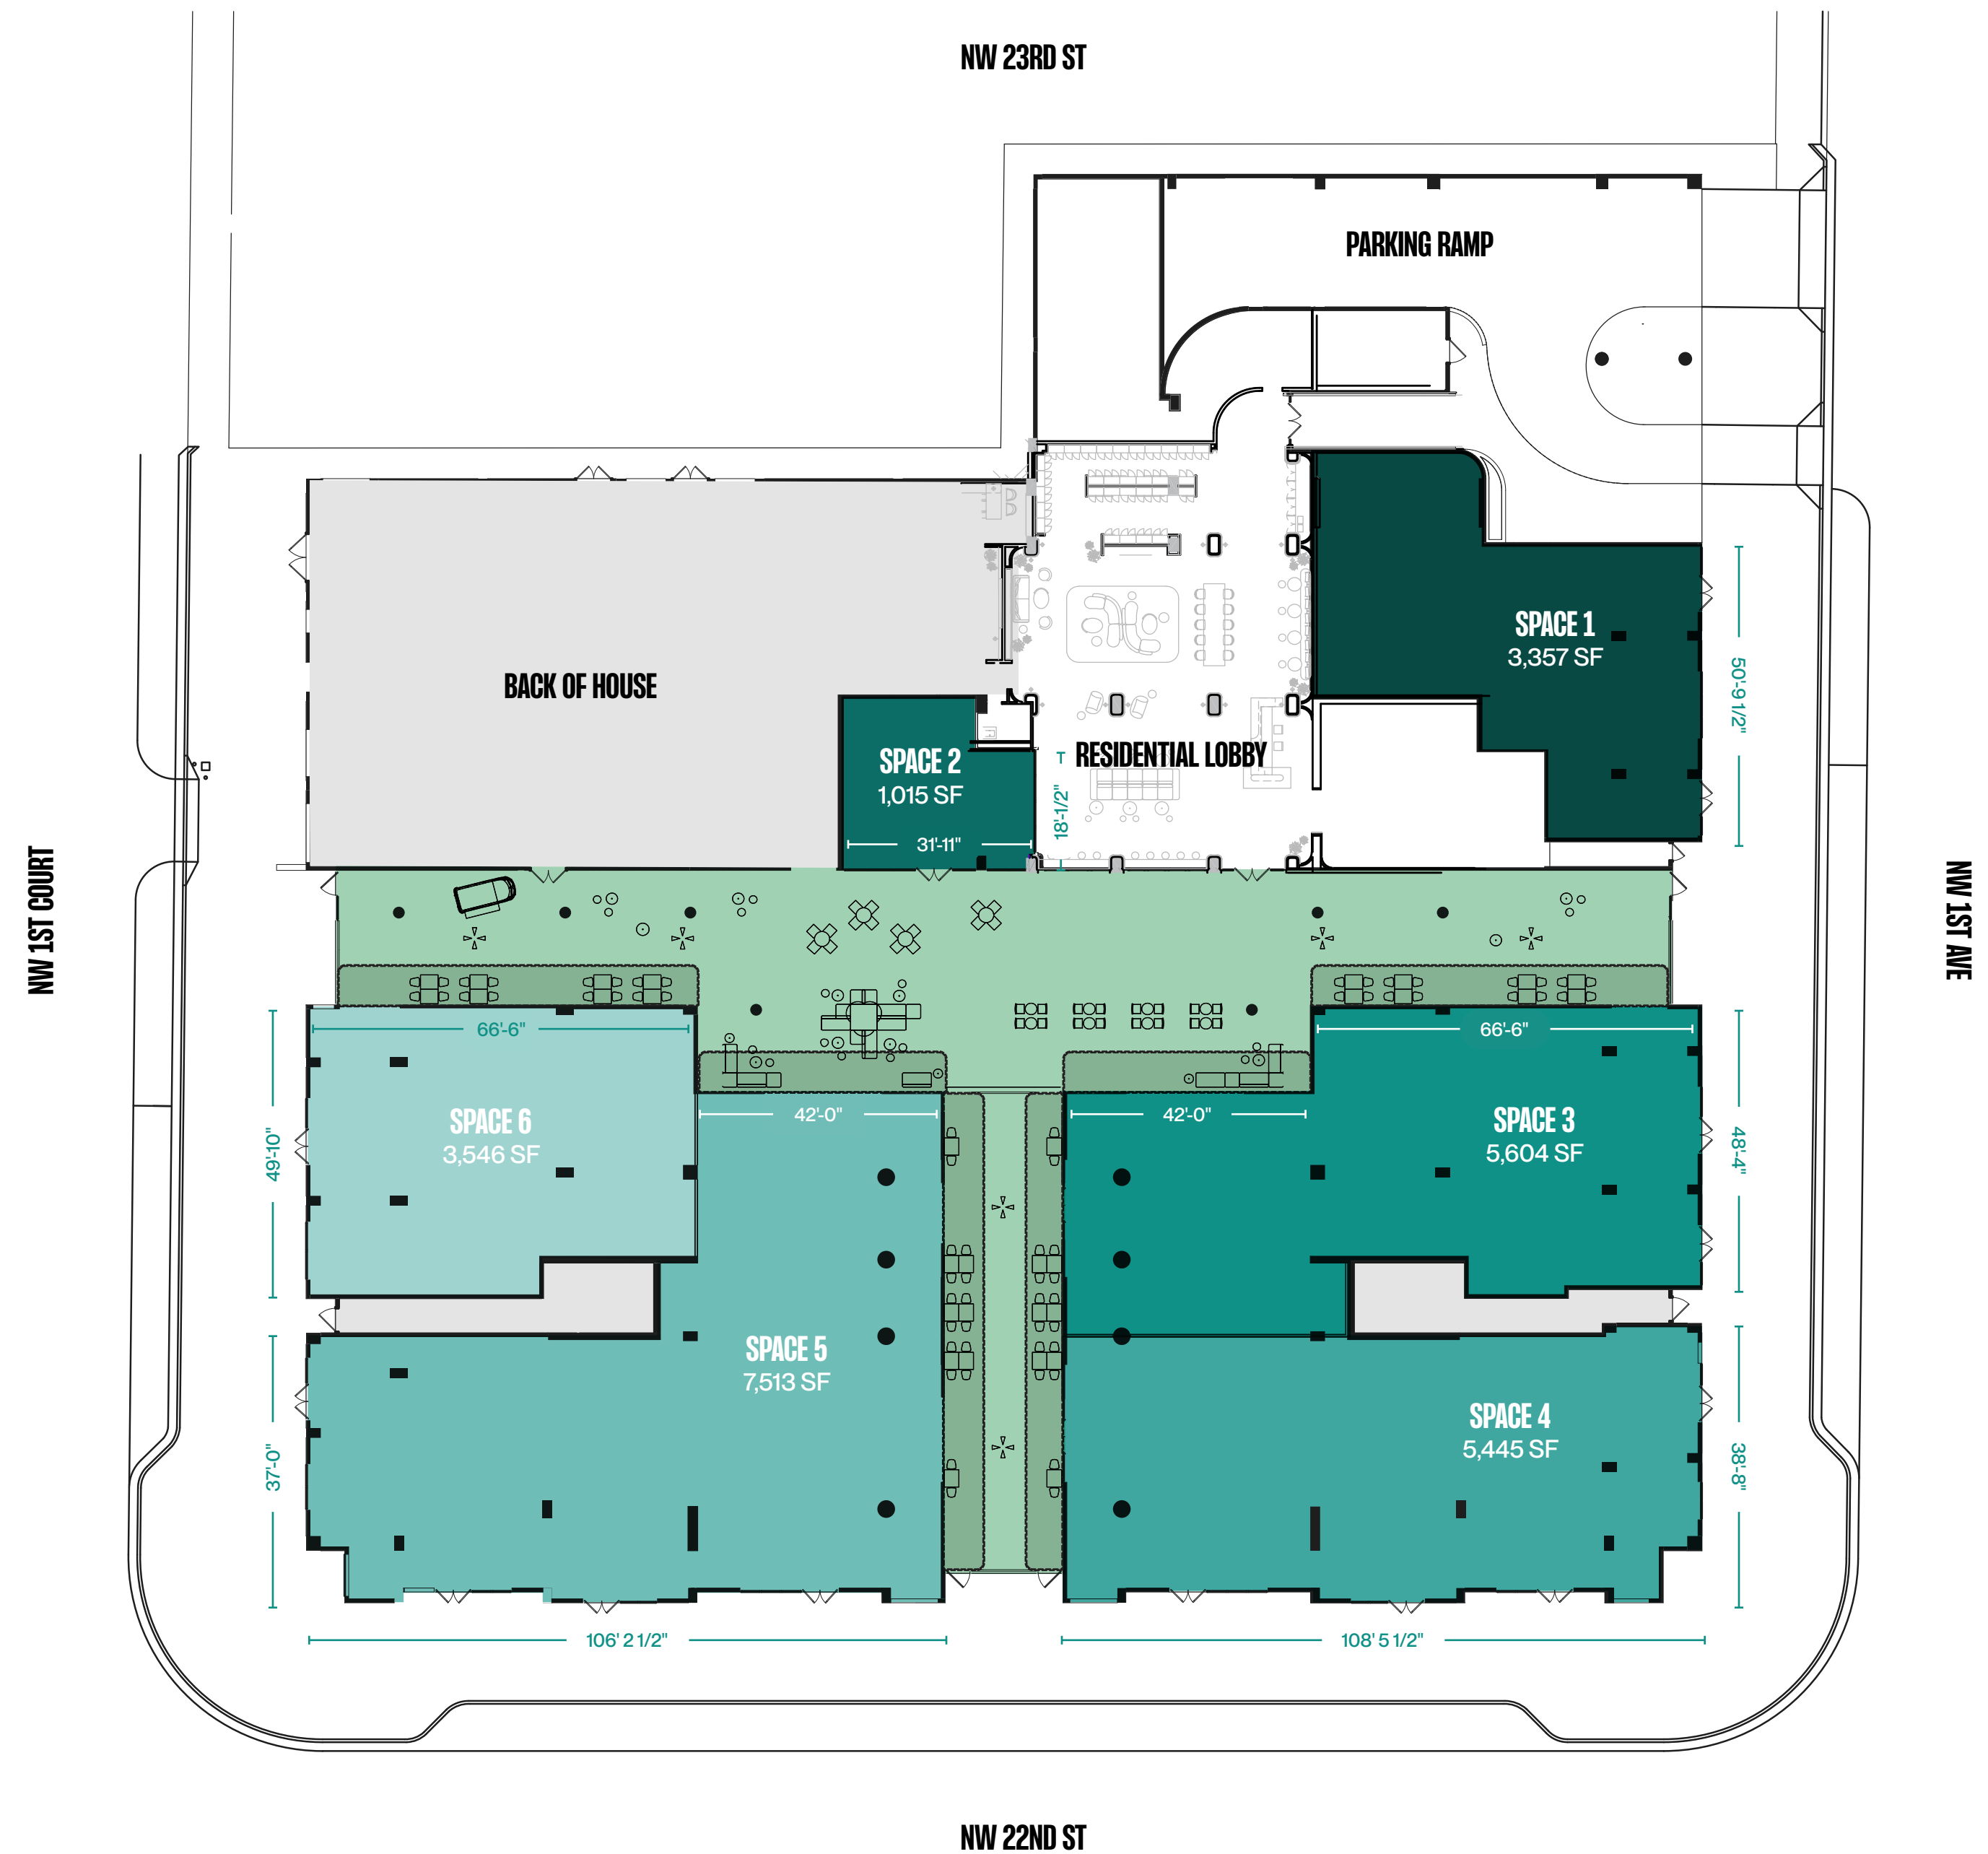 NW 23RD ST
PARKING RAMP
SPACE 1
3,357 SF
50'-9 1/2"
BACK OF HOUSE
SPACE 2
1,015 SF
31'-11"
RESIDENTIAL LOBBY
18'-1/2"
NW 1ST COURT
NW 1ST AVE
66'-6"
66'-6"
SPACE 6
3,546 SF
49'-10"
42'-0"
42'-0"
SPACE 3
5,604 SF
48'-4"
SPACE 5
7,513 SF
37'-0"
SPACE 4
5,445 SF
38'-8"
106' 2 1/2"
108' 5 1/2"
NW 22ND ST